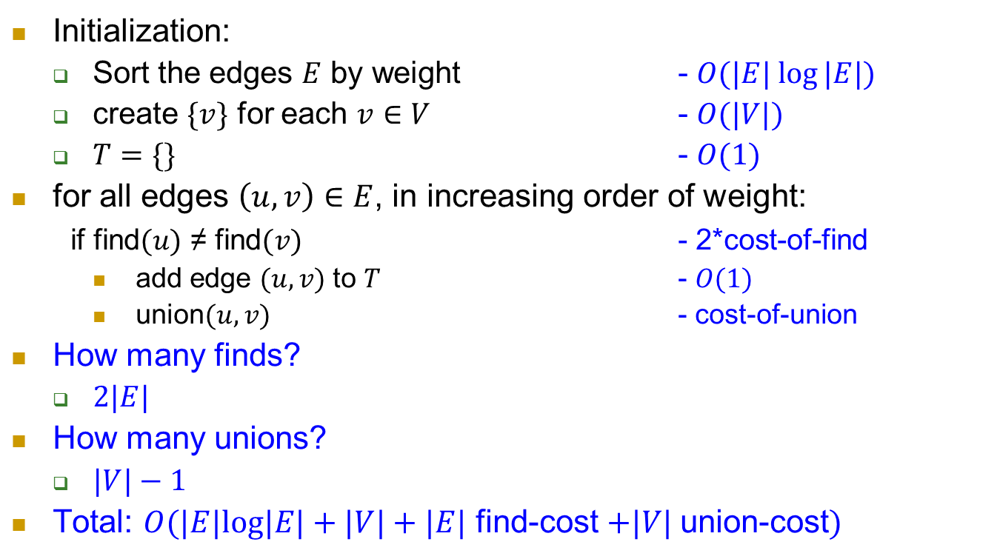 Initialization:
Sort the edges E by weight - O(|E| log |E|)
create {v} for each v ∈ V - O(|V|)
T = {} - O(1)
for all edges (u, v) ∈ E, in increasing order of weight:
if find(u) ≠ find(v) - 2*cost-of-find
add edge (u, v) to T - O(1)
union(u, v) - cost-of-union
How many finds?
2|E|
How many unions?
|V| − 1
Total: O(|E|log|E| + |V| + |E| find-cost +|V| union-cost)